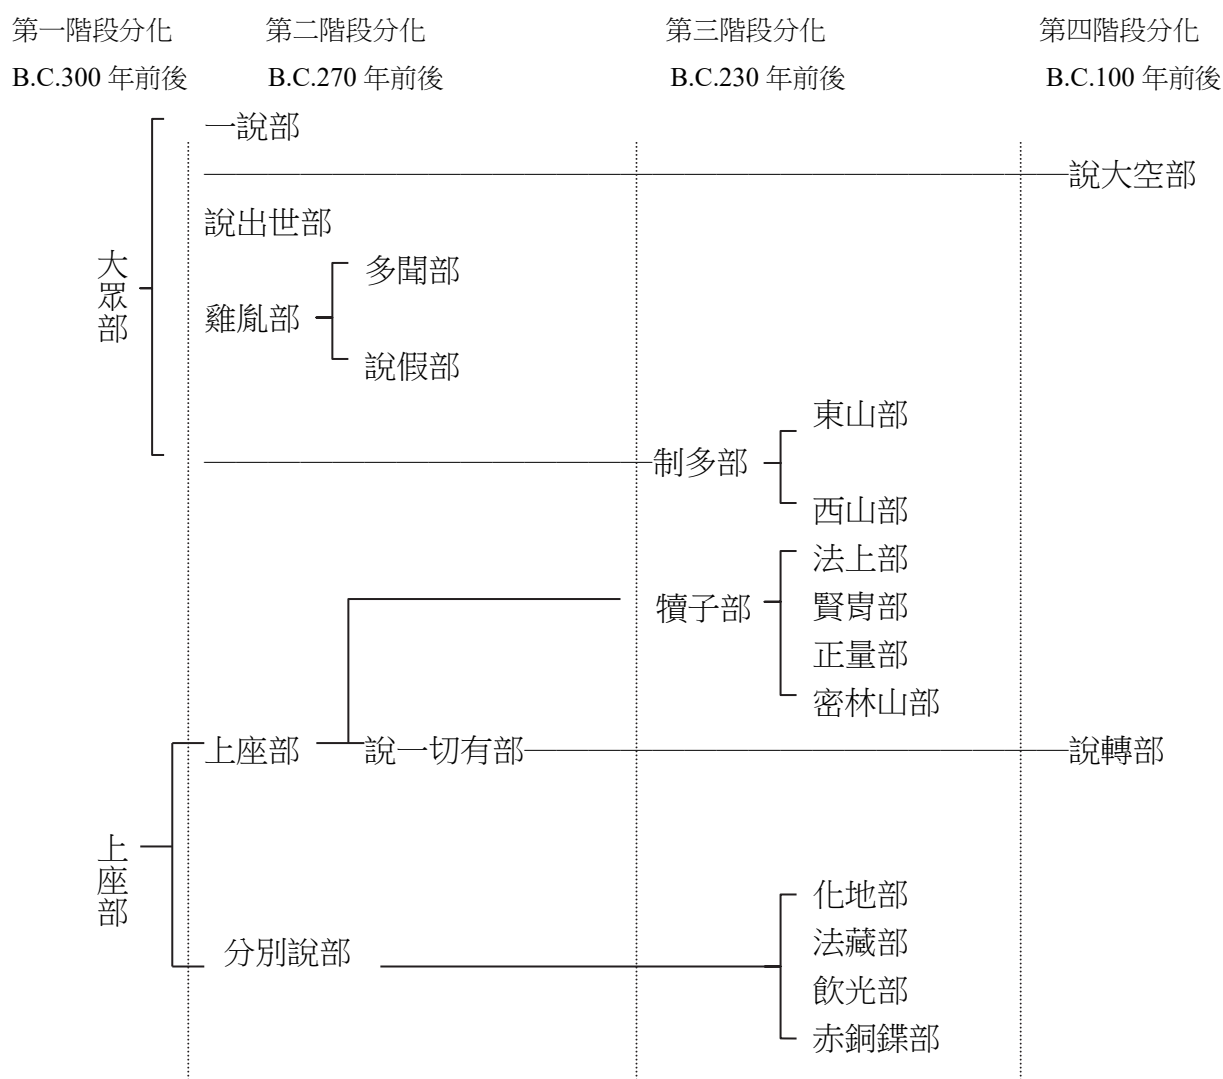 第一階段分化 第二階段分化 第三階段分化 第四階段分化
B.C.300 年前後 B.C.270 年前後 B.C.230 年前後 B.C.100 年前後
一說部
說大空部
說出世部
大眾部
多聞部
雞胤部
說假部
東山部
制多部
西山部
法上部
犢子部
賢冑部
正量部
密林山部
上座部 說一切有部 說轉部
上座部
化地部
分別說部
法藏部
飲光部
赤銅鍱部